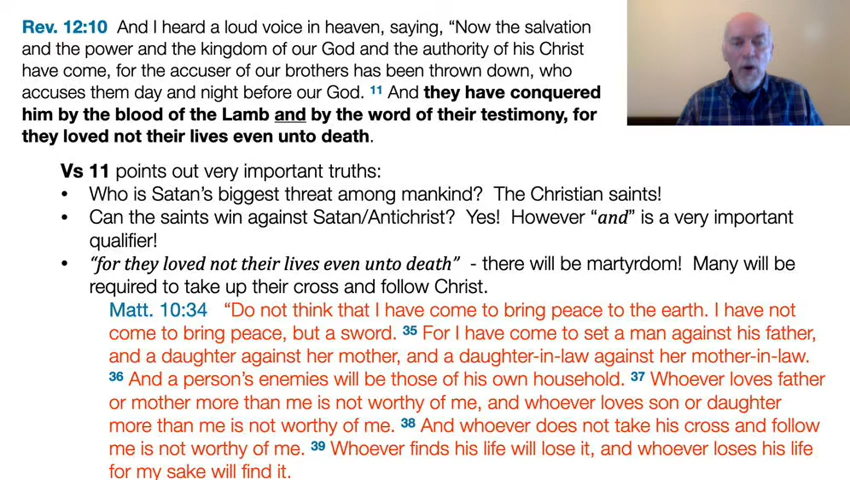 Rev. 12:10 And I heard a loud voice in heaven, saying, “Now the salvation
and the power and the kingdom of our God and the authority of his Christ
have come, for the accuser of our brothers has been thrown down, who
accuses them day and night before our God. 11 And they have conquered
him by the blood of the Lamb and by the word of their testimony, for
they loved not their lives even unto death.
Vs 11 points out very important truths:
• Who is Satan’s biggest threat among mankind? The Christian saints!
• Can the saints win against Satan/Antichrist? Yes! However “and” is a very important
qualifier!
• “for they loved not their lives even unto death” - there will be martyrdom! Many will be
required to take up their cross and follow Christ.
Matt. 10:34 “Do not think that I have come to bring peace to the earth. I have not
come to bring peace, but a sword. 35 For I have come to set a man against his father,
and a daughter against her mother, and a daughter-in-law against her mother-in-law.
36 And a person’s enemies will be those of his own household. 37 Whoever loves father
or mother more than me is not worthy of me, and whoever loves son or daughter
more than me is not worthy of me. 38 And whoever does not take his cross and follow
me is not worthy of me. 39 Whoever finds his life will lose it, and whoever loses his life
for my sake will find it.